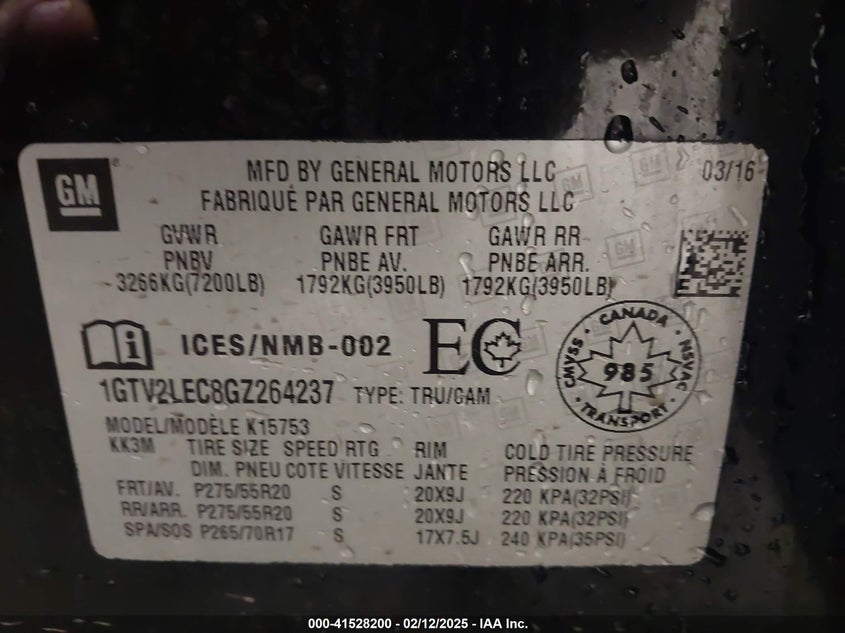 GM
MFD BY GENERAL MOTORS LLC 03/16
FABRIQUÉ PAR GENERAL MOTORS LLC
GVWR GAWR FRT GAWR RR
PNBV PNBE AV. PNBE ARR.
3266KG(7200LB) 1792KG(3950LB) 1792KG(3950LB)
ICES/NMB-002 EC
CANADA
CMVSS 985 NSVAC
TRANSPORT
1GTV2LEC8GZ264237 TYPE: TRU/CAM
MODEL/MODÈLE K15753
KK3M TIRE SIZE SPEED RTG RIM COLD TIRE PRESSURE
DIM. PNEU COTE VITESSE JANTE PRESSION À FROID
FRT/AV. P275/55R20 S 20X9J 220 KPA(32PSI)
RR/ARR. P275/55R20 S 20X9J 220 KPA(32PSI)
SPA/SOS P265/70R17 S 17X7.5J 240 KPA(35PSI)
000-41528200 - 02/12/2025 - IAA Inc.